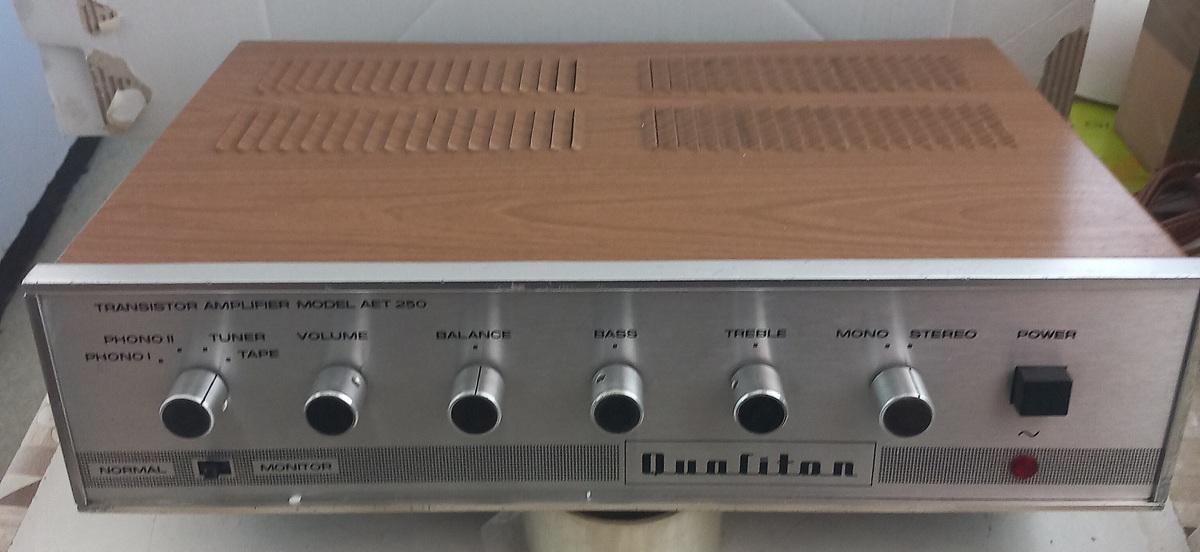 TRANSISTOR AMPLIFIER MODEL AET 250
PHONO II TUNER VOLUME BALANCE BASS TREBLE MONO STEREO POWER
PHONO I TAPE
~
NORMAL MONITOR Qualiton